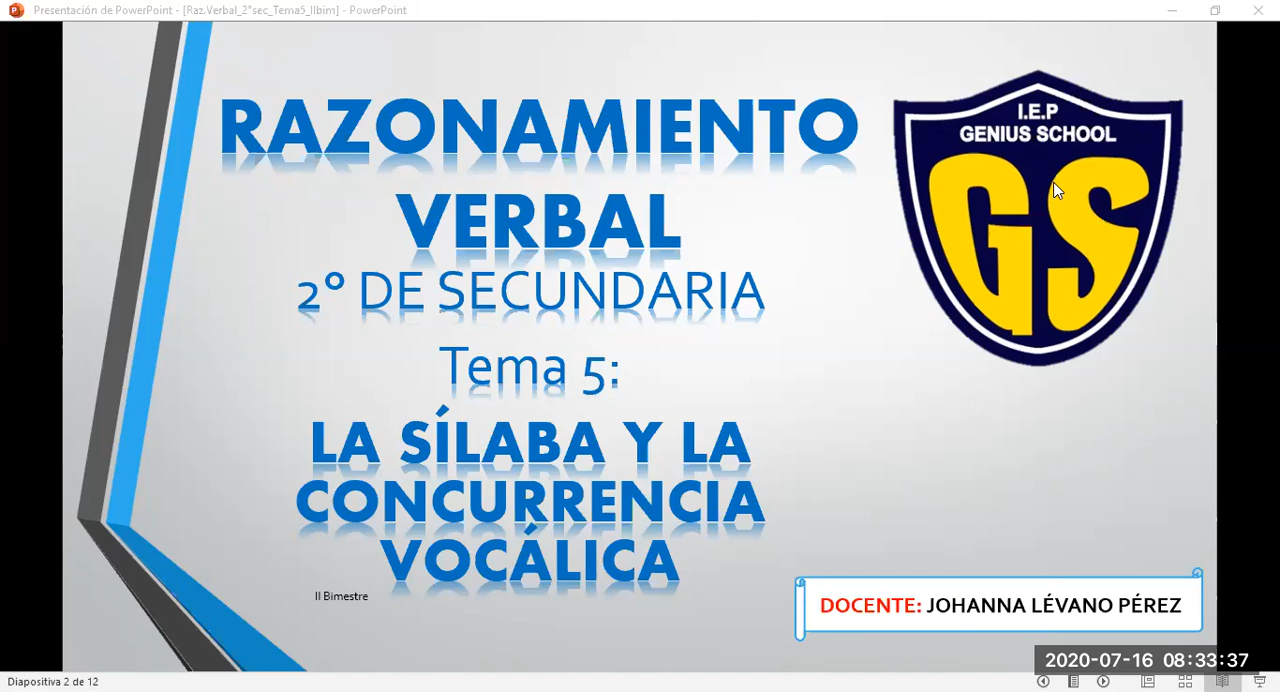 Presentación de PowerPoint - [Raz.Verbal_2°sec_Tema5_IIbim] - PowerPoint
RAZONAMIENTO
VERBAL
2° DE SECUNDARIA
Tema 5:
LA SÍLABA Y LA
CONCURRENCIA
VOCÁLICA
II Bimestre
I.E.P
GENIUS SCHOOL
GS
DOCENTE: JOHANNA LÉVANO PÉREZ
2020-07-16 08:33:37
Diapositiva 2 de 12